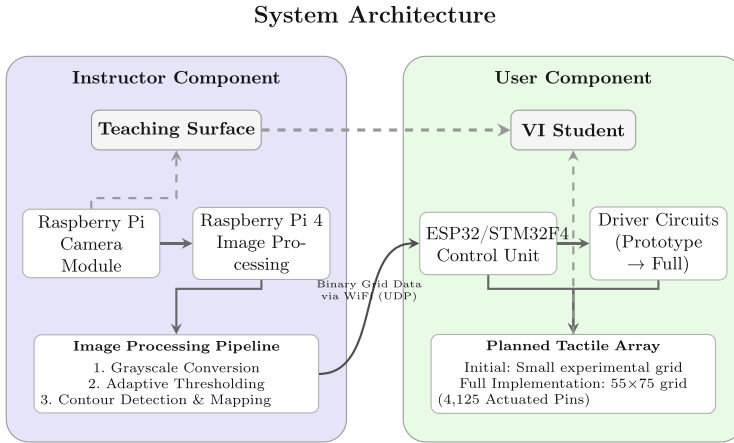 System Architecture
Instructor Component
Teaching Surface
Raspberry Pi
Camera
Module
Raspberry Pi 4
Image Pro-
cessing
Image Processing Pipeline
1. Grayscale Conversion
2. Adaptive Thresholding
3. Contour Detection & Mapping
Binary Grid Data
via WiFi (UDP)
User Component
VI Student
ESP32/STM32F4
Control Unit
Driver Circuits
(Prototype
→ Full)
Planned Tactile Array
Initial: Small experimental grid
Full Implementation: 55×75 grid
(4,125 Actuated Pins)